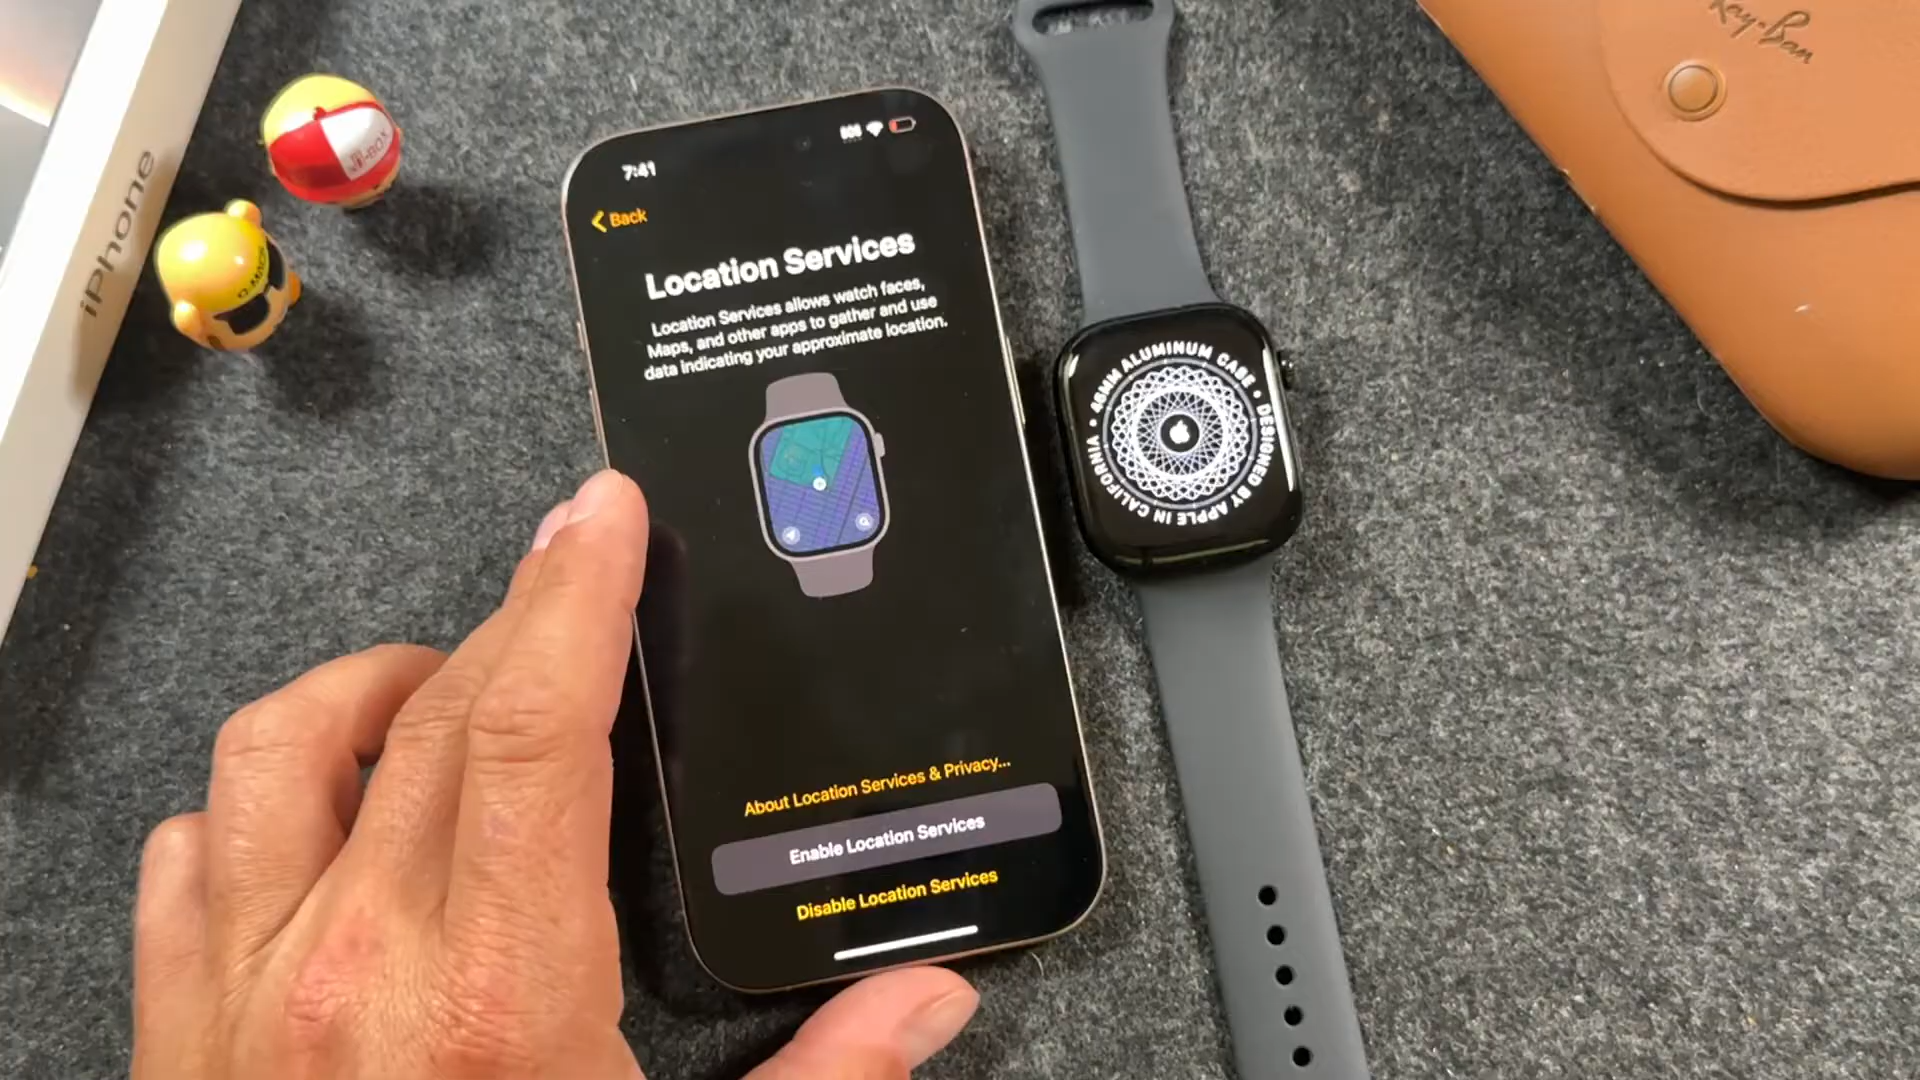 iPhone
7:41
SOS
Back
Location Services
Location Services allows watch faces,
Maps, and other apps to gather and use
data indicating your approximate location.
About Location Services & Privacy...
Enable Location Services
Disable Location Services
46MM ALUMINUM CASE • DESIGNED BY APPLE IN CALIFORNIA •
Ray-Ban